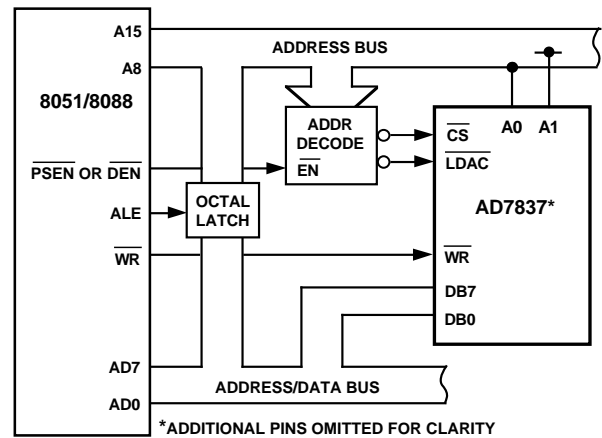 A15
ADDRESS BUS
A8
8051/8088
ADDR
DECODE
EN
CS
A0 A1
LDAC
PSEN OR DEN
AD7837*
OCTAL
LATCH
ALE
WR
WR
DB7
DB0
AD7
ADDRESS/DATA BUS
AD0
*ADDITIONAL PINS OMITTED FOR CLARITY